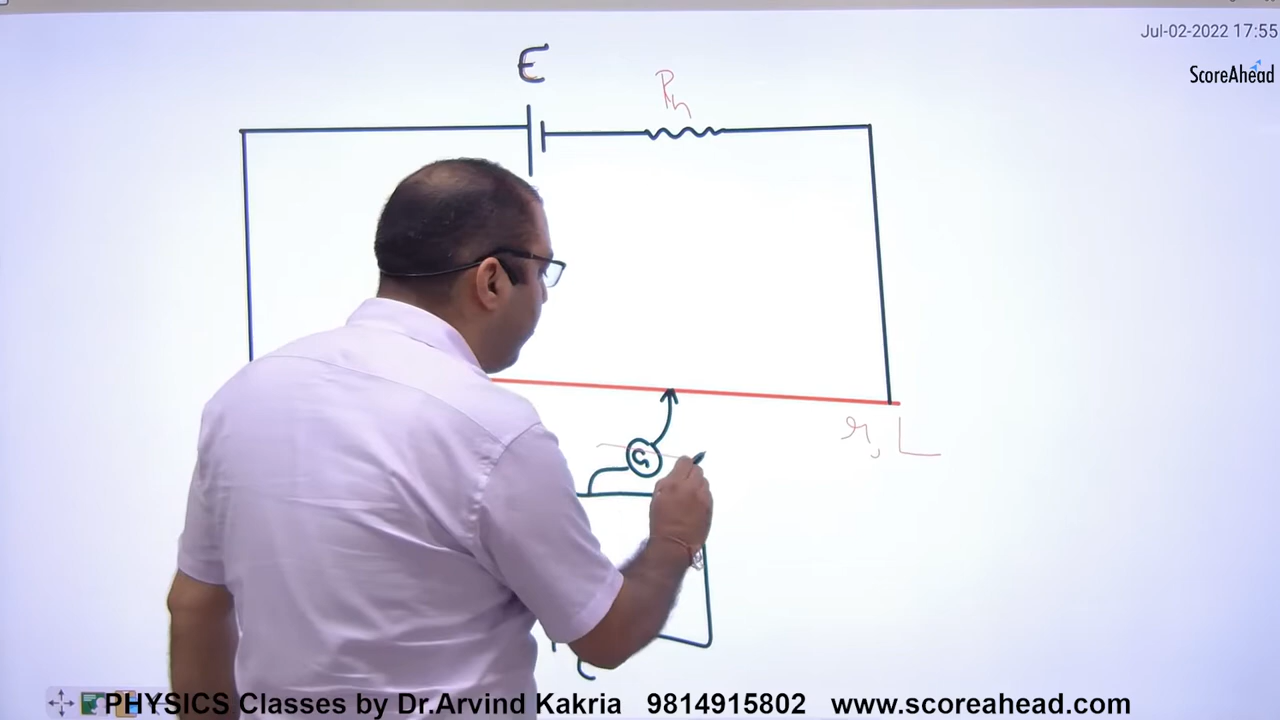 Jul-02-2022 17:55
ScoreAhead
E
Rh
r, L
G
PHYSICS Classes by Dr.Arvind Kakria 9814915802 www.scoreahead.com